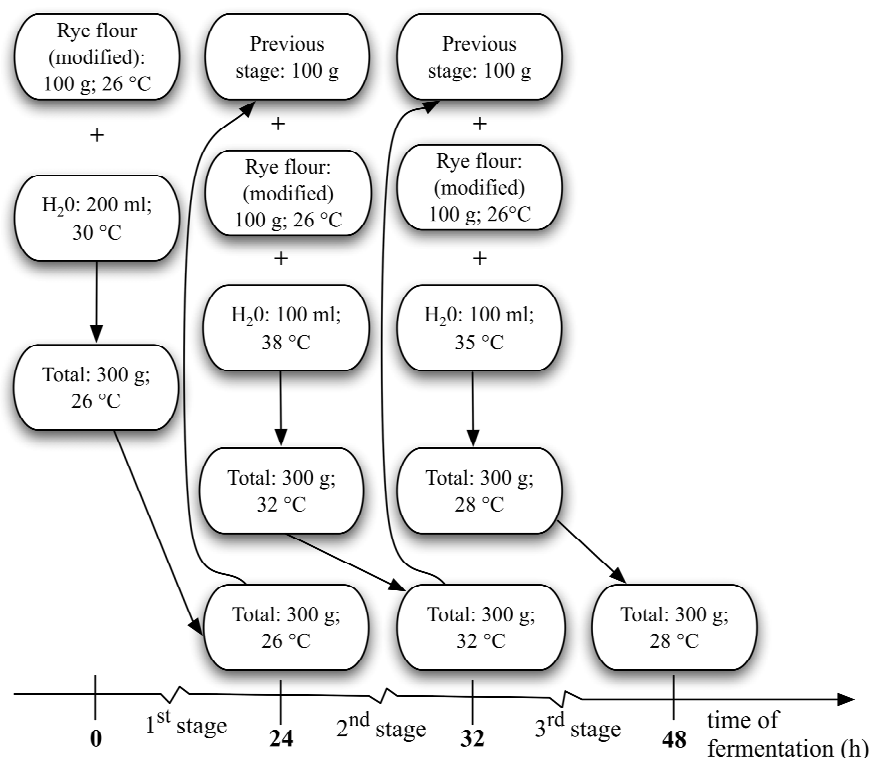 Rye flour
(modified):
100 g; 26 °C
+
H₂0: 200 ml;
30 °C
Total: 300 g;
26 °C
Previous
stage: 100 g
+
Rye flour:
(modified)
100 g; 26 °C
+
H₂0: 100 ml;
38 °C
Total: 300 g;
32 °C
Total: 300 g;
26 °C
Previous
stage: 100 g
+
Rye flour:
(modified)
100 g; 26°C
+
H₂0: 100 ml;
35 °C
Total: 300 g;
28 °C
Total: 300 g;
32 °C
Total: 300 g;
28 °C
0
1st stage
24
2nd stage
32
3rd stage
48
time of
fermentation (h)